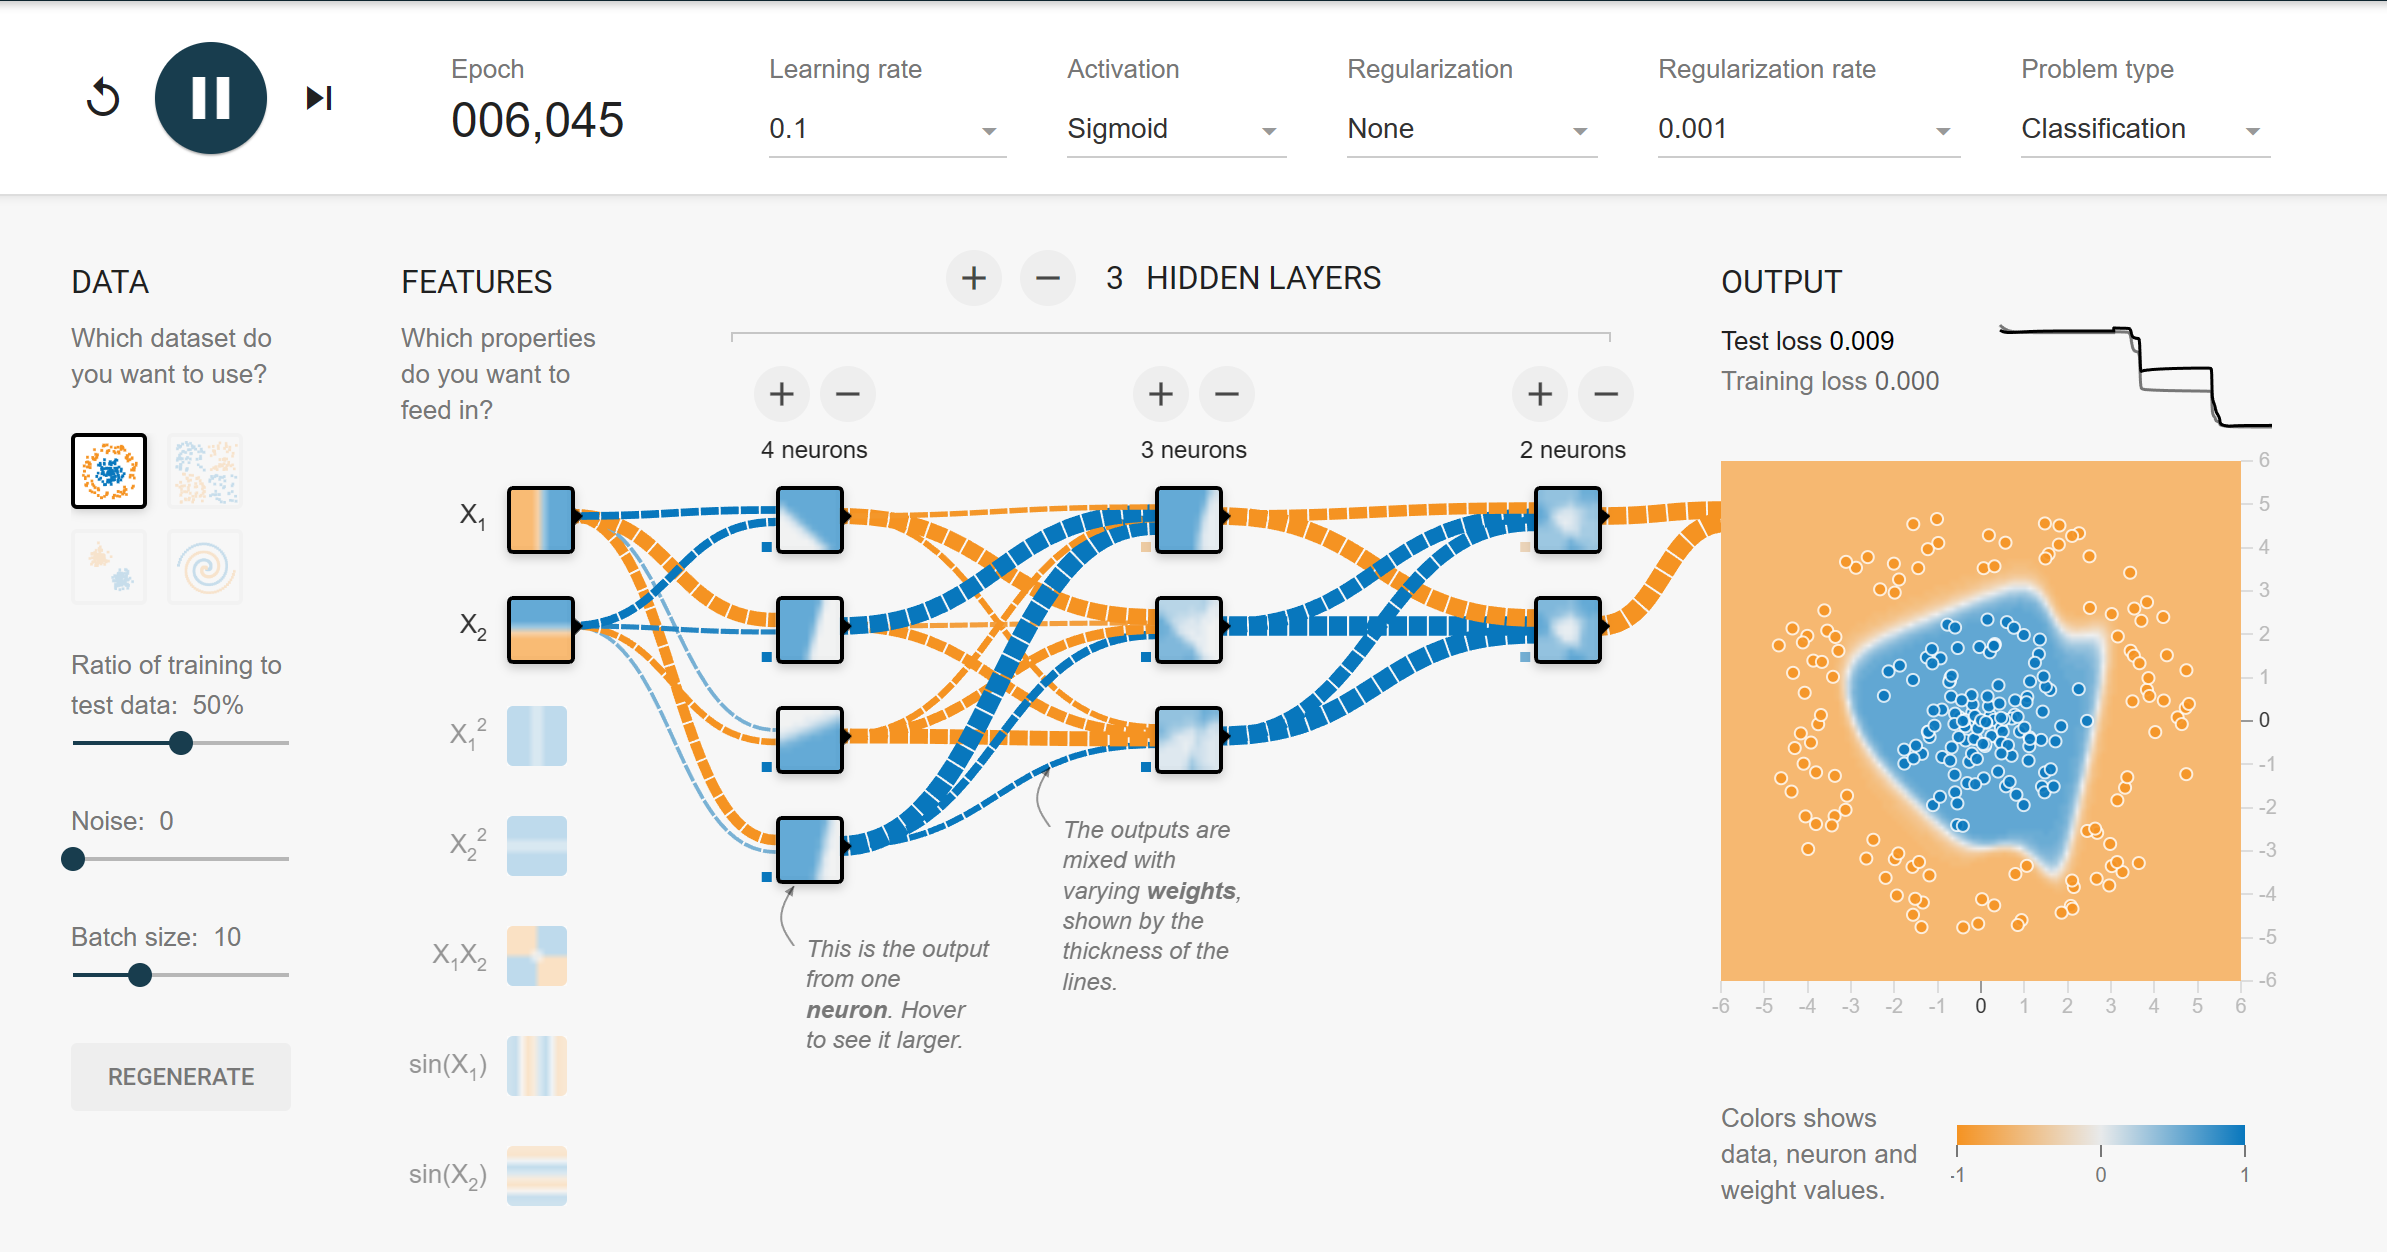 Epoch
006,045
Learning rate
0.1
Activation
Sigmoid
Regularization
None
Regularization rate
0.001
Problem type
Classification
DATA
Which dataset do
you want to use?
Ratio of training to
test data: 50%
Noise: 0
Batch size: 10
REGENERATE
FEATURES
Which properties
do you want to
feed in?
X1
X2
X1²
X2²
X1X2
sin(X1)
sin(X2)
3 HIDDEN LAYERS
4 neurons
3 neurons
2 neurons
This is the output
from one
neuron. Hover
to see it larger.
The outputs are
mixed with
varying weights,
shown by the
thickness of the
lines.
OUTPUT
Test loss 0.009
Training loss 0.000
6
5
4
3
2
1
0
-1
-2
-3
-4
-5
-6
-6 -5 -4 -3 -2 -1 0 1 2 3 4 5 6
Colors shows
data, neuron and
weight values.
-1 0 1